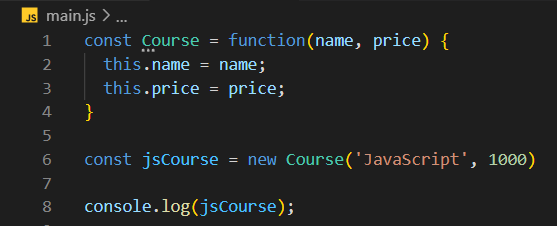 JS main.js > ...
1 const Course = function(name, price) {
2   this.name = name;
3   this.price = price;
4 }
5
6 const jsCourse = new Course('JavaScript', 1000)
7
8 console.log(jsCourse);